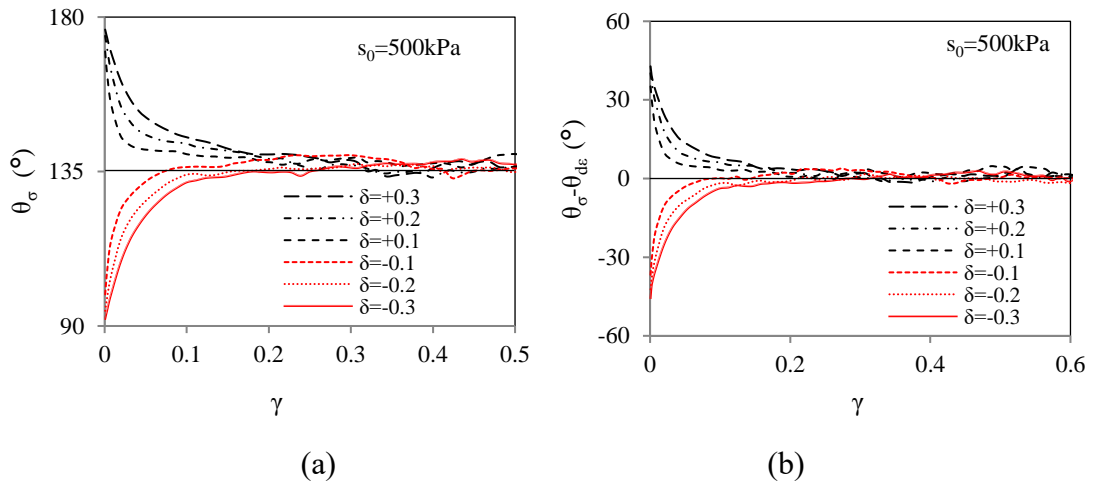 (a)
θσ (°)
180
135
90
s0=500kPa
δ=+0.3
δ=+0.2
δ=+0.1
δ=-0.1
δ=-0.2
δ=-0.3
0 0.1 0.2 0.3 0.4 0.5
γ
(a)
(b)
θσ-θdε (°)
60
30
0
-30
-60
s0=500kPa
δ=+0.3
δ=+0.2
δ=+0.1
δ=-0.1
δ=-0.2
δ=-0.3
0 0.2 0.4 0.6
γ
(b)